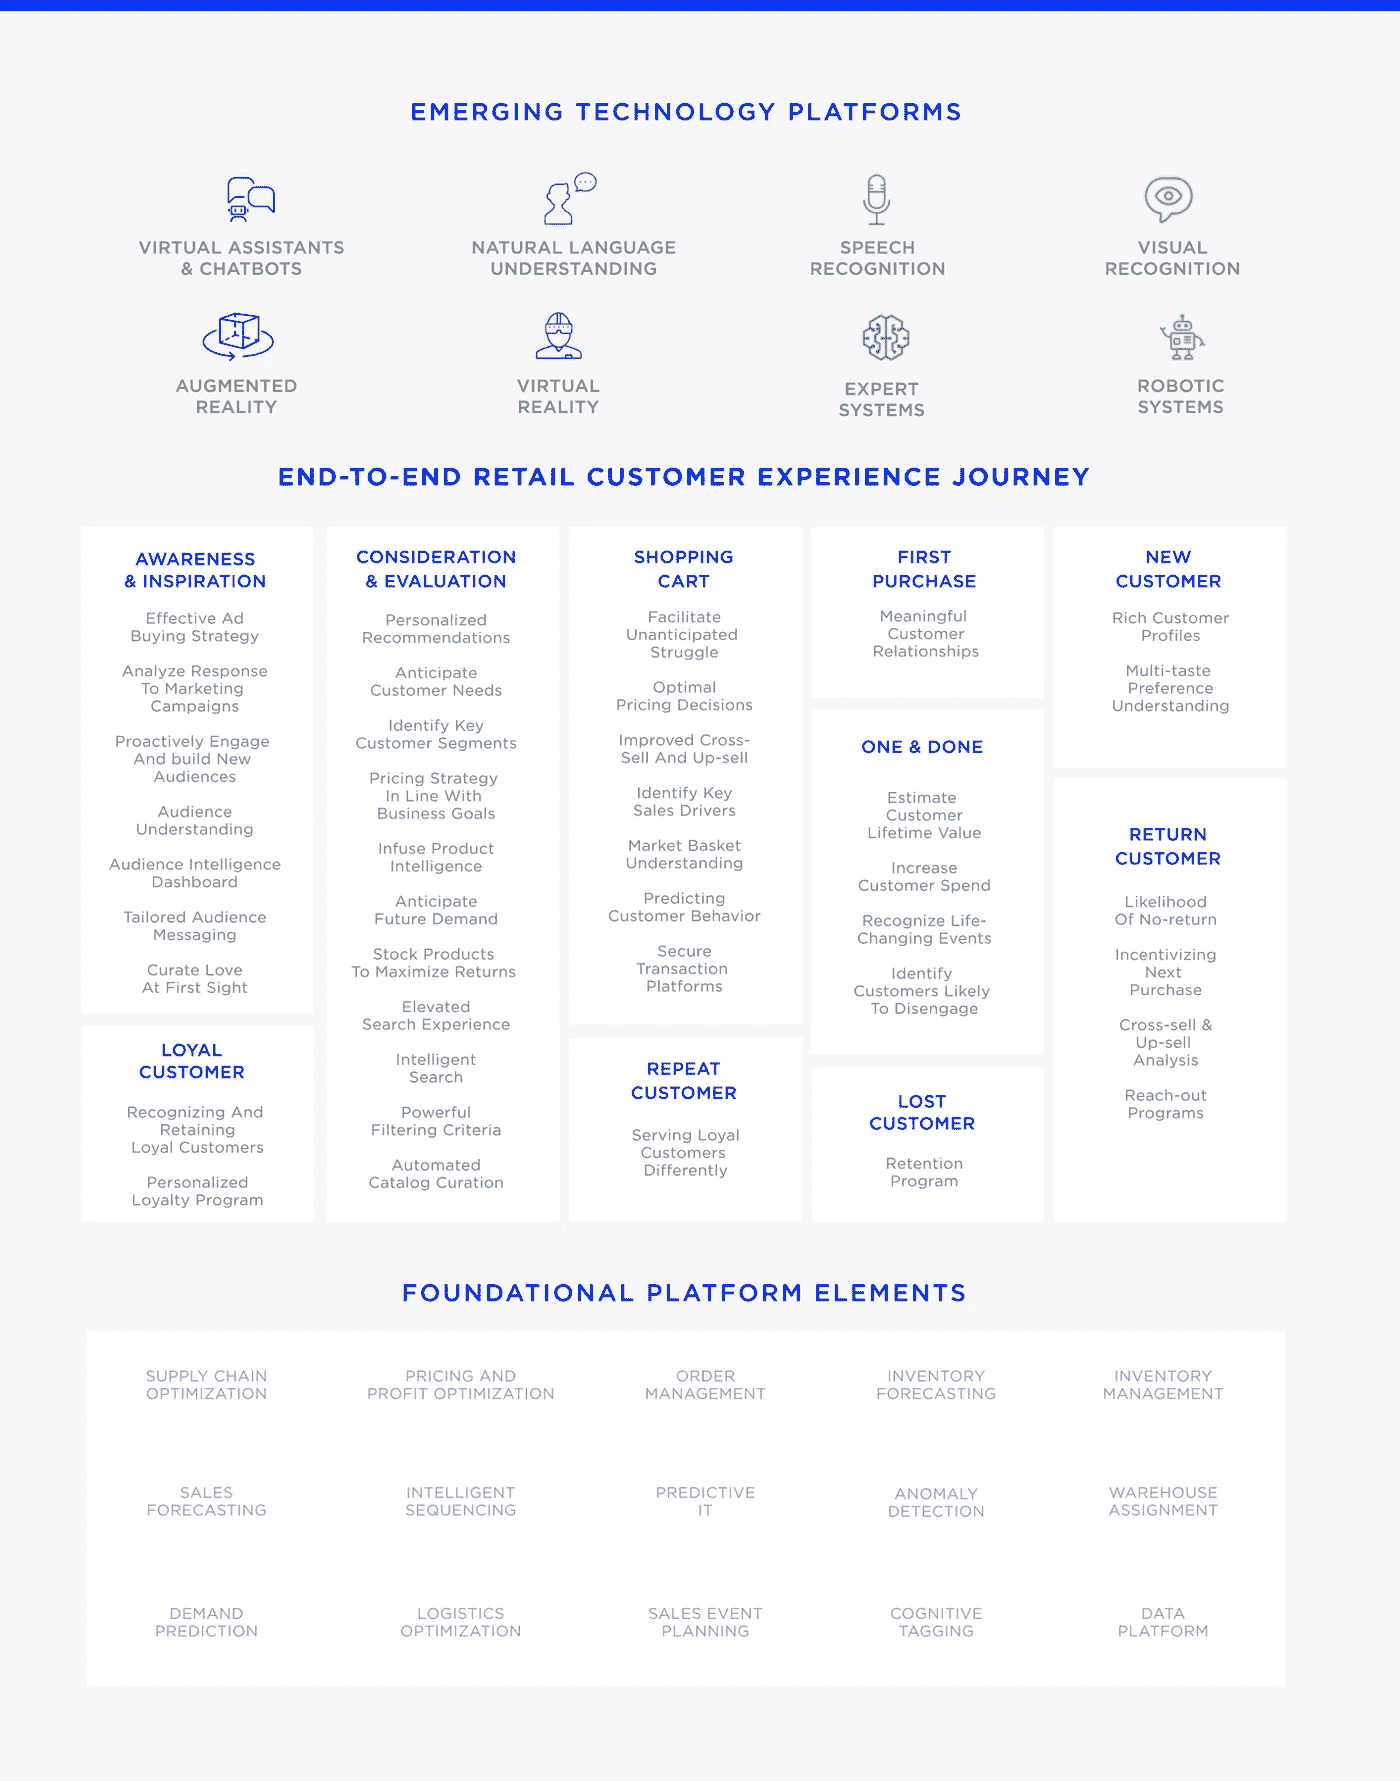 EMERGING TECHNOLOGY PLATFORMS
VIRTUAL ASSISTANTS
& CHATBOTS
NATURAL LANGUAGE
UNDERSTANDING
SPEECH
RECOGNITION
VISUAL
RECOGNITION
AUGMENTED
REALITY
VIRTUAL
REALITY
EXPERT
SYSTEMS
ROBOTIC
SYSTEMS
END-TO-END RETAIL CUSTOMER EXPERIENCE JOURNEY
AWARENESS
& INSPIRATION
Effective Ad
Buying Strategy
Analyze Response
To Marketing
Campaigns
Proactively Engage
And build New
Audiences
Audience
Understanding
Audience Intelligence
Dashboard
Tailored Audience
Messaging
Curate Love
At First Sight
LOYAL
CUSTOMER
Recognizing And
Retaining
Loyal Customers
Personalized
Loyalty Program
CONSIDERATION
& EVALUATION
Personalized
Recommendations
Anticipate
Customer Needs
Identify Key
Customer Segments
Pricing Strategy
In Line With
Business Goals
Infuse Product
Intelligence
Anticipate
Future Demand
Stock Products
To Maximize Returns
Elevated
Search Experience
Intelligent
Search
Powerful
Filtering Criteria
Automated
Catalog Curation
SHOPPING
CART
Facilitate
Unanticipated
Struggle
Optimal
Pricing Decisions
Improved Cross-
Sell And Up-sell
Identify Key
Sales Drivers
Market Basket
Understanding
Predicting
Customer Behavior
Secure
Transaction
Platforms
REPEAT
CUSTOMER
Serving Loyal
Customers
Differently
FIRST
PURCHASE
Meaningful
Customer
Relationships
ONE & DONE
Estimate
Customer
Lifetime Value
Increase
Customer Spend
Recognize Life-
Changing Events
Identify
Customers Likely
To Disengage
LOST
CUSTOMER
Retention
Program
NEW
CUSTOMER
Rich Customer
Profiles
Multi-taste
Preference
Understanding
RETURN
CUSTOMER
Likelihood
Of No-return
Incentivizing
Next
Purchase
Cross-sell &
Up-sell
Analysis
Reach-out
Programs
FOUNDATIONAL PLATFORM ELEMENTS
SUPPLY CHAIN
OPTIMIZATION
PRICING AND
PROFIT OPTIMIZATION
ORDER
MANAGEMENT
INVENTORY
FORECASTING
INVENTORY
MANAGEMENT
SALES
FORECASTING
INTELLIGENT
SEQUENCING
PREDICTIVE
IT
ANOMALY
DETECTION
WAREHOUSE
ASSIGNMENT
DEMAND
PREDICTION
LOGISTICS
OPTIMIZATION
SALES EVENT
PLANNING
COGNITIVE
TAGGING
DATA
PLATFORM